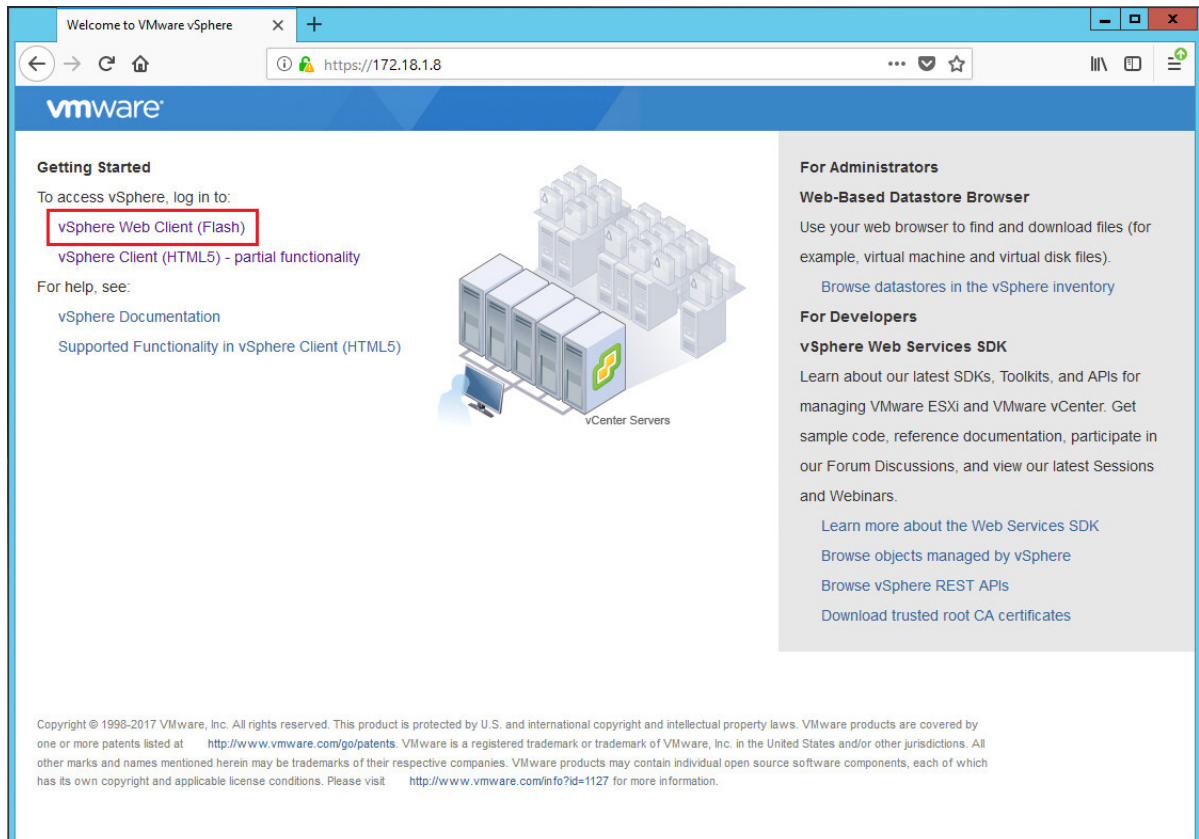 Welcome to VMware vSphere
https://172.18.1.8
vmware
Getting Started
To access vSphere, log in to:
vSphere Web Client (Flash)
vSphere Client (HTML5) - partial functionality
For help, see:
vSphere Documentation
Supported Functionality in vSphere Client (HTML5)
vCenter Servers
For Administrators
Web-Based Datastore Browser
Use your web browser to find and download files (for
example, virtual machine and virtual disk files).
Browse datastores in the vSphere inventory
For Developers
vSphere Web Services SDK
Learn about our latest SDKs, Toolkits, and APIs for
managing VMware ESXi and VMware vCenter. Get
sample code, reference documentation, participate in
our Forum Discussions, and view our latest Sessions
and Webinars.
Learn more about the Web Services SDK
Browse objects managed by vSphere
Browse vSphere REST APIs
Download trusted root CA certificates
Copyright © 1998-2017 VMware, Inc. All rights reserved. This product is protected by U.S. and international copyright and intellectual property laws. VMware products are covered by
one or more patents listed at http://www.vmware.com/go/patents. VMware is a registered trademark or trademark of VMware, Inc. in the United States and/or other jurisdictions. All
other marks and names mentioned herein may be trademarks of their respective companies. VMware products may contain individual open source software components, each of which
has its own copyright and applicable license conditions. Please visit http://www.vmware.com/info?id=1127 for more information.